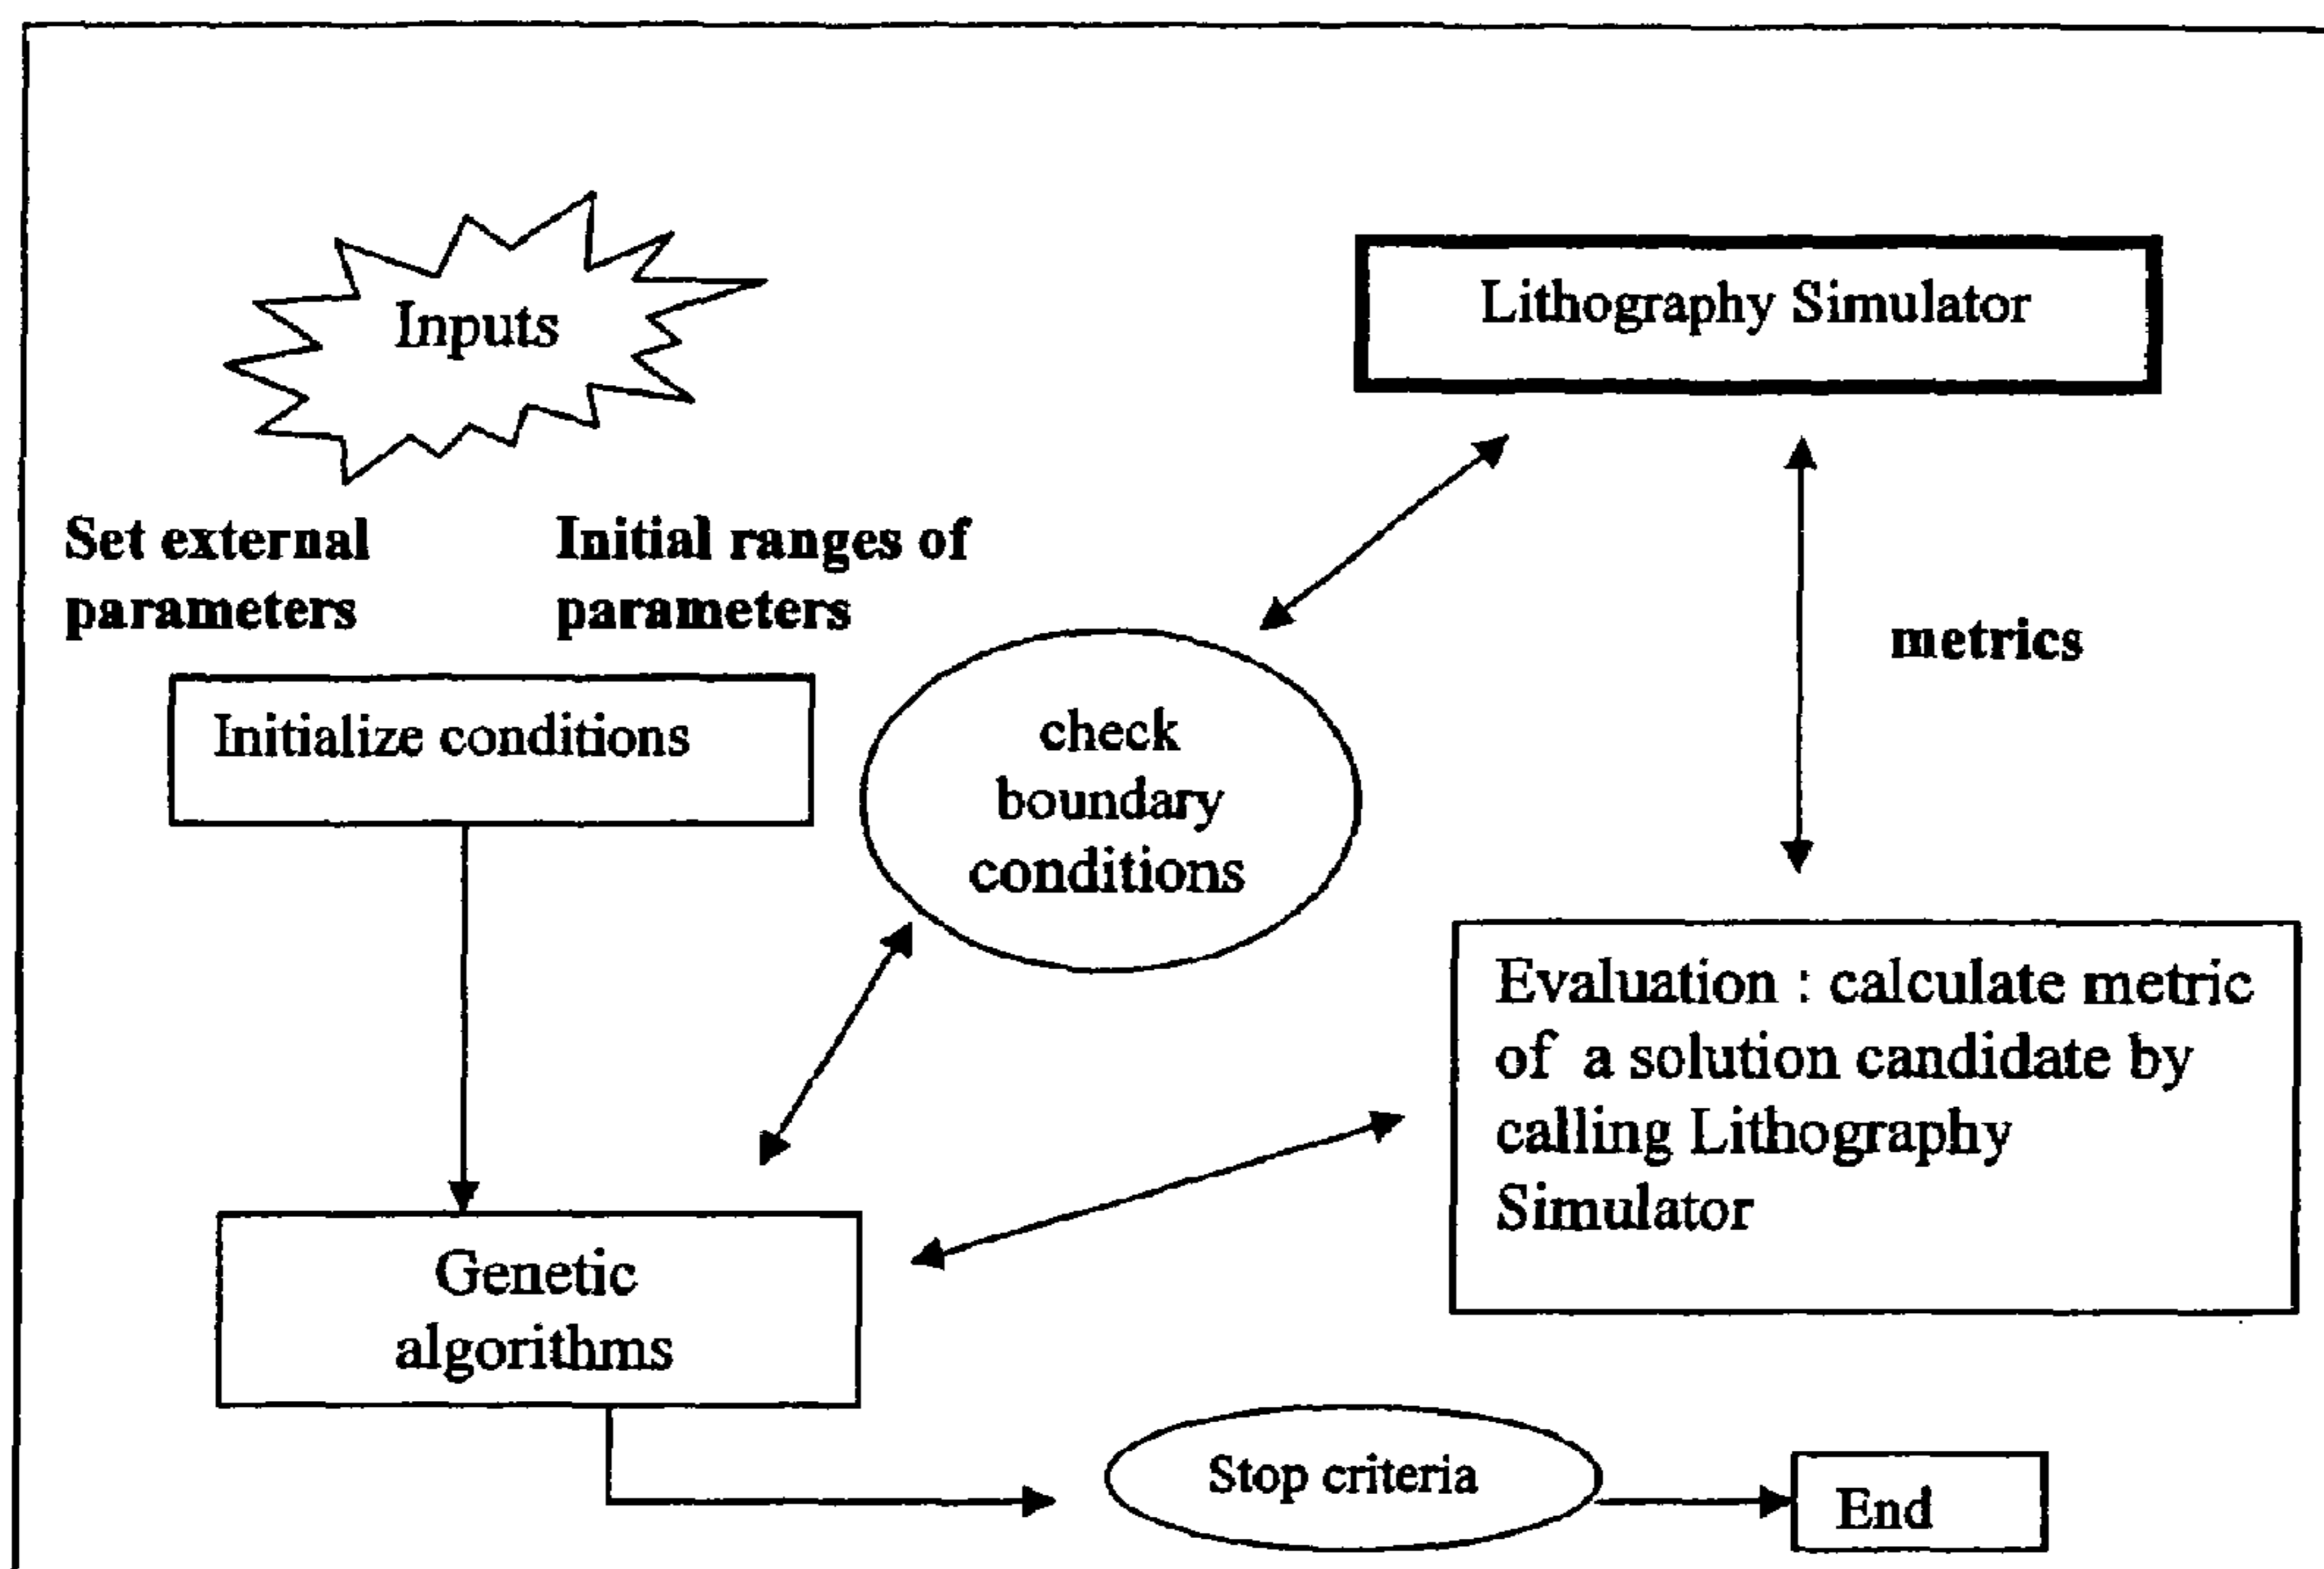 Inputs
Lithography Simulator
Set external
parameters
Initial ranges of
parameters
metrics
Initialize conditions
check
boundary
conditions
Evaluation : calculate metric
of a solution candidate by
calling Lithography
Simulator
Genetic
algorithms
Stop criteria
End